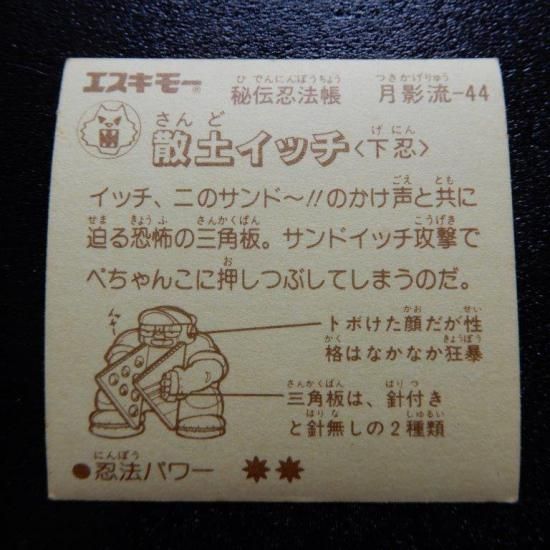 エスキモー®
ひでんにんぽうちょう つきかげりゅう
秘伝忍法帳 月影流-44
さんど げにん
散土イッチ〈下忍〉
イッチ、二のサンド〜!!のかけ声と共に
迫る恐怖の三角板。サンドイッチ攻撃で
ぺちゃんこに押しつぶしてしまうのだ。
トボけた顔だが性
格はなかなか狂暴
三角板は、針付き
と針無しの2種類
にんぽう
●忍法パワー ✹✹